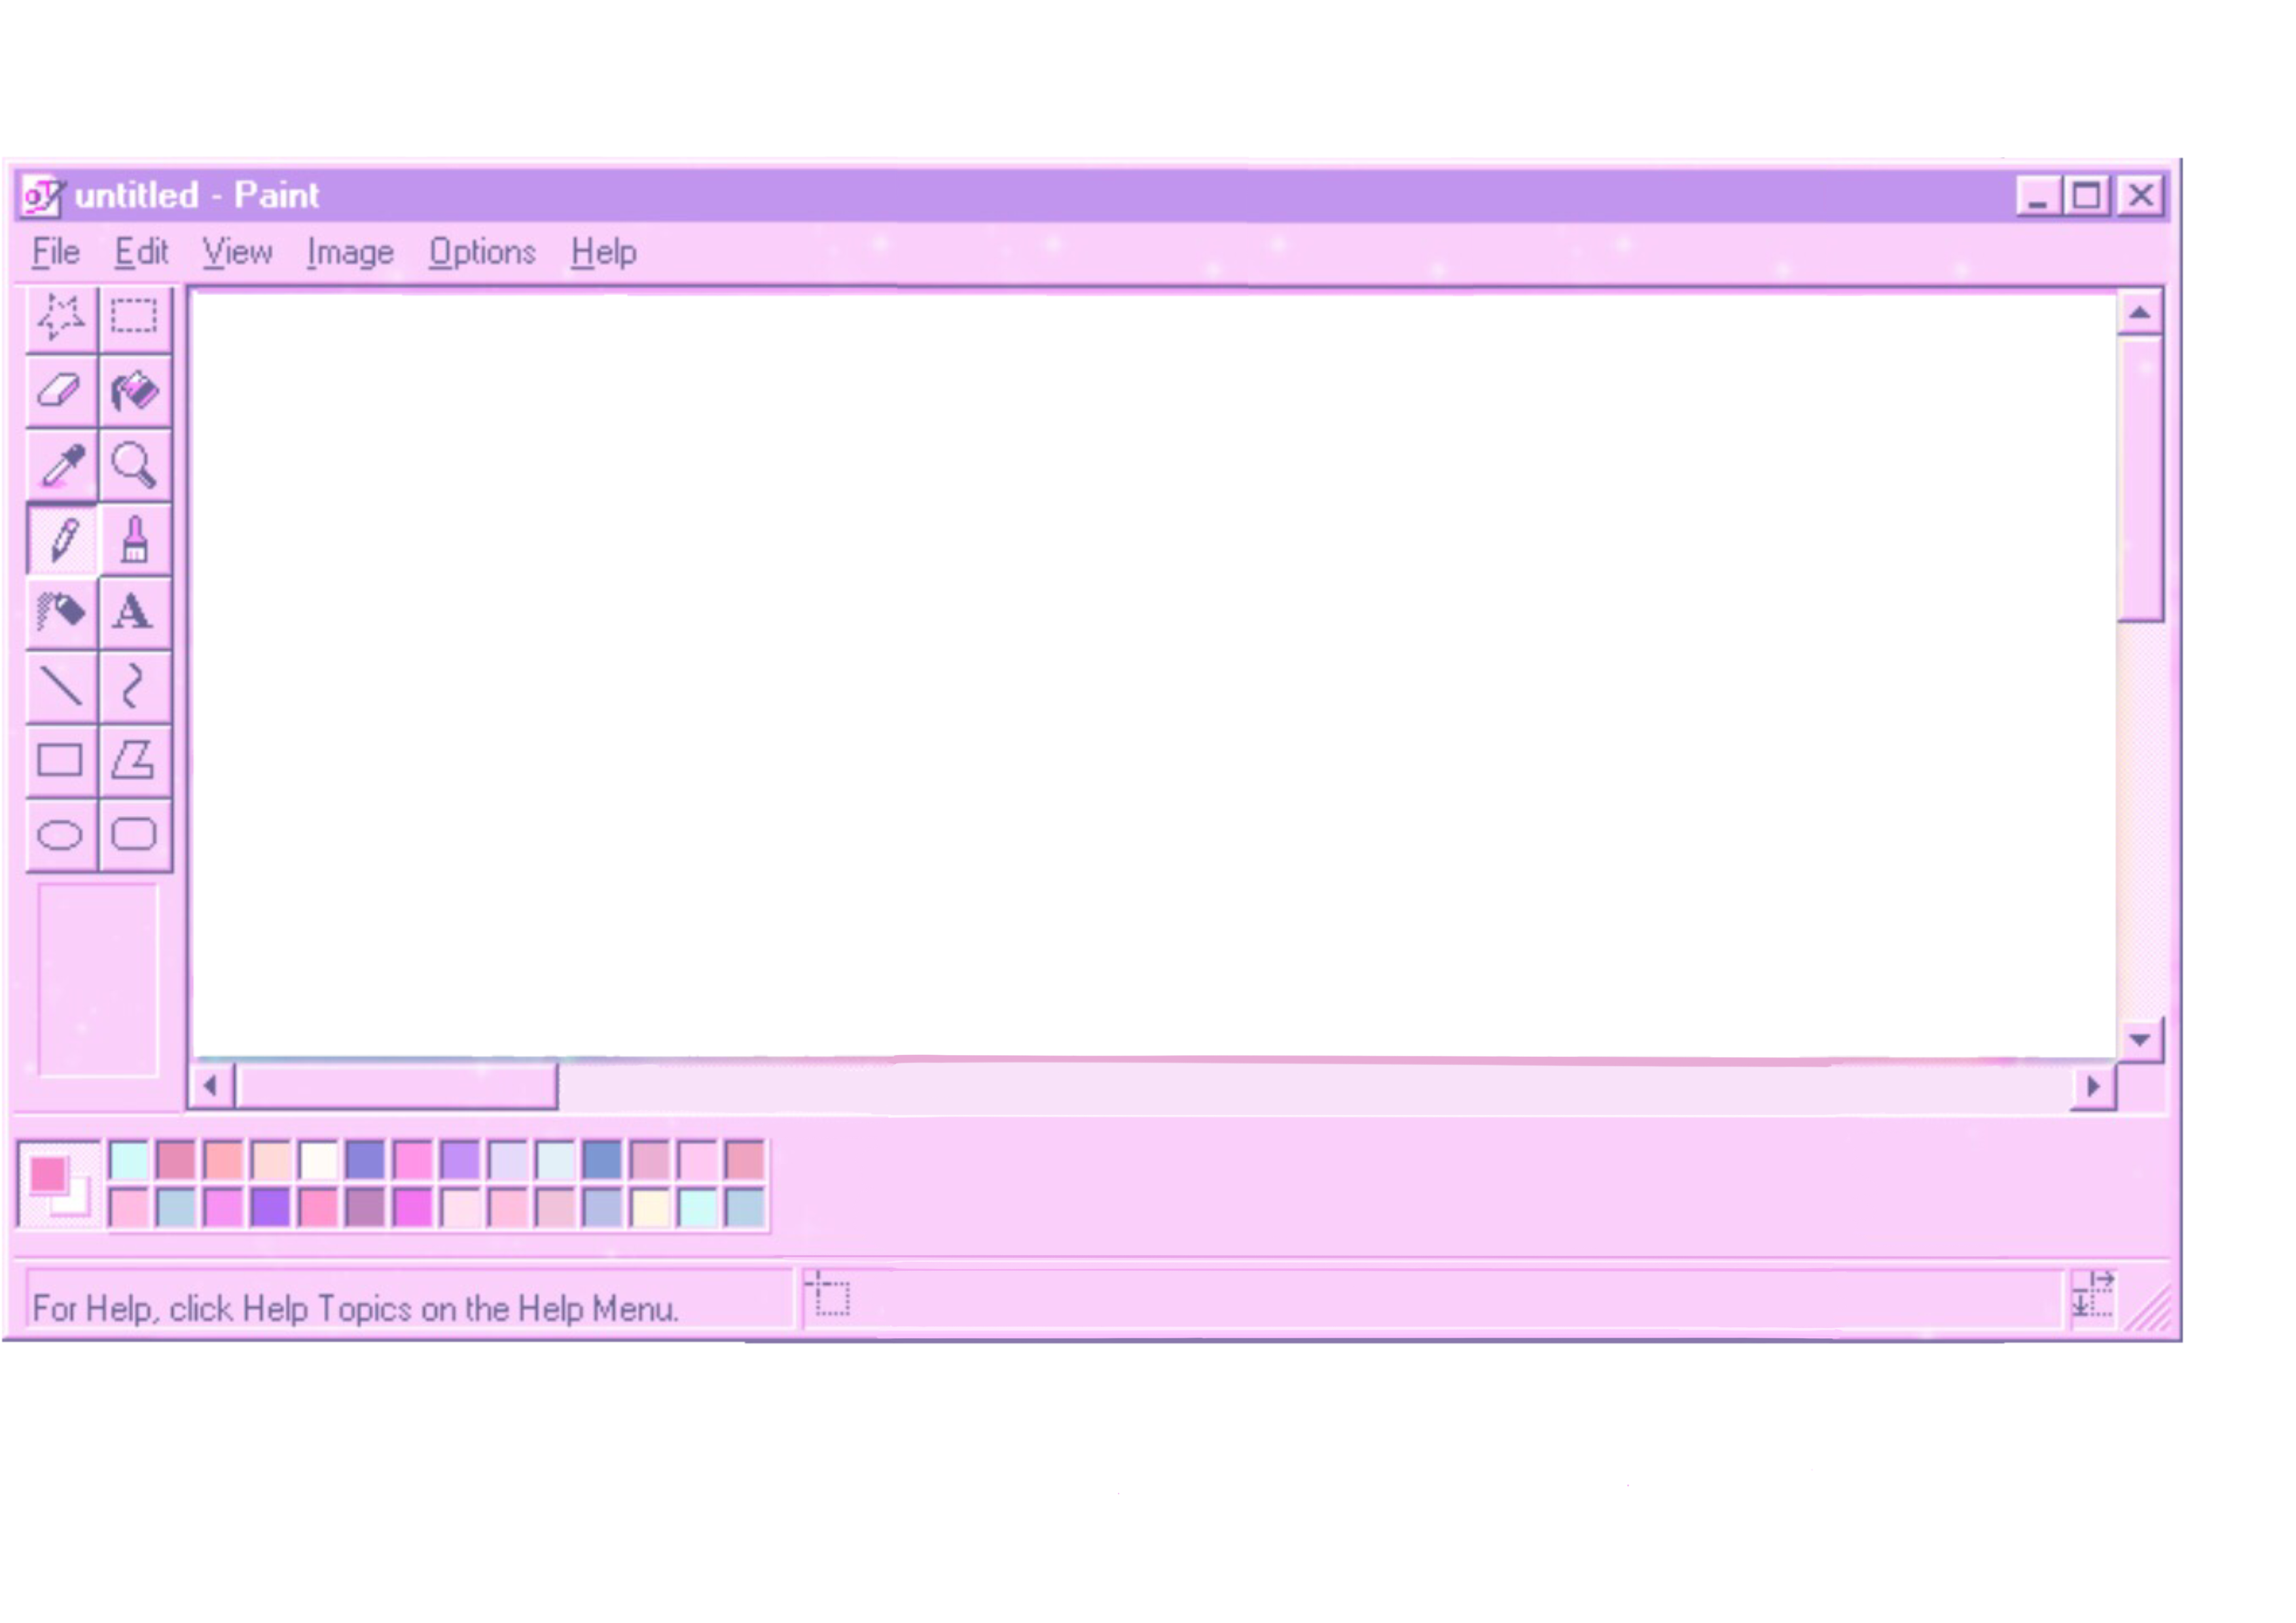 untitled - Paint
File Edit View Image Options Help
A
For Help, click Help Topics on the Help Menu.